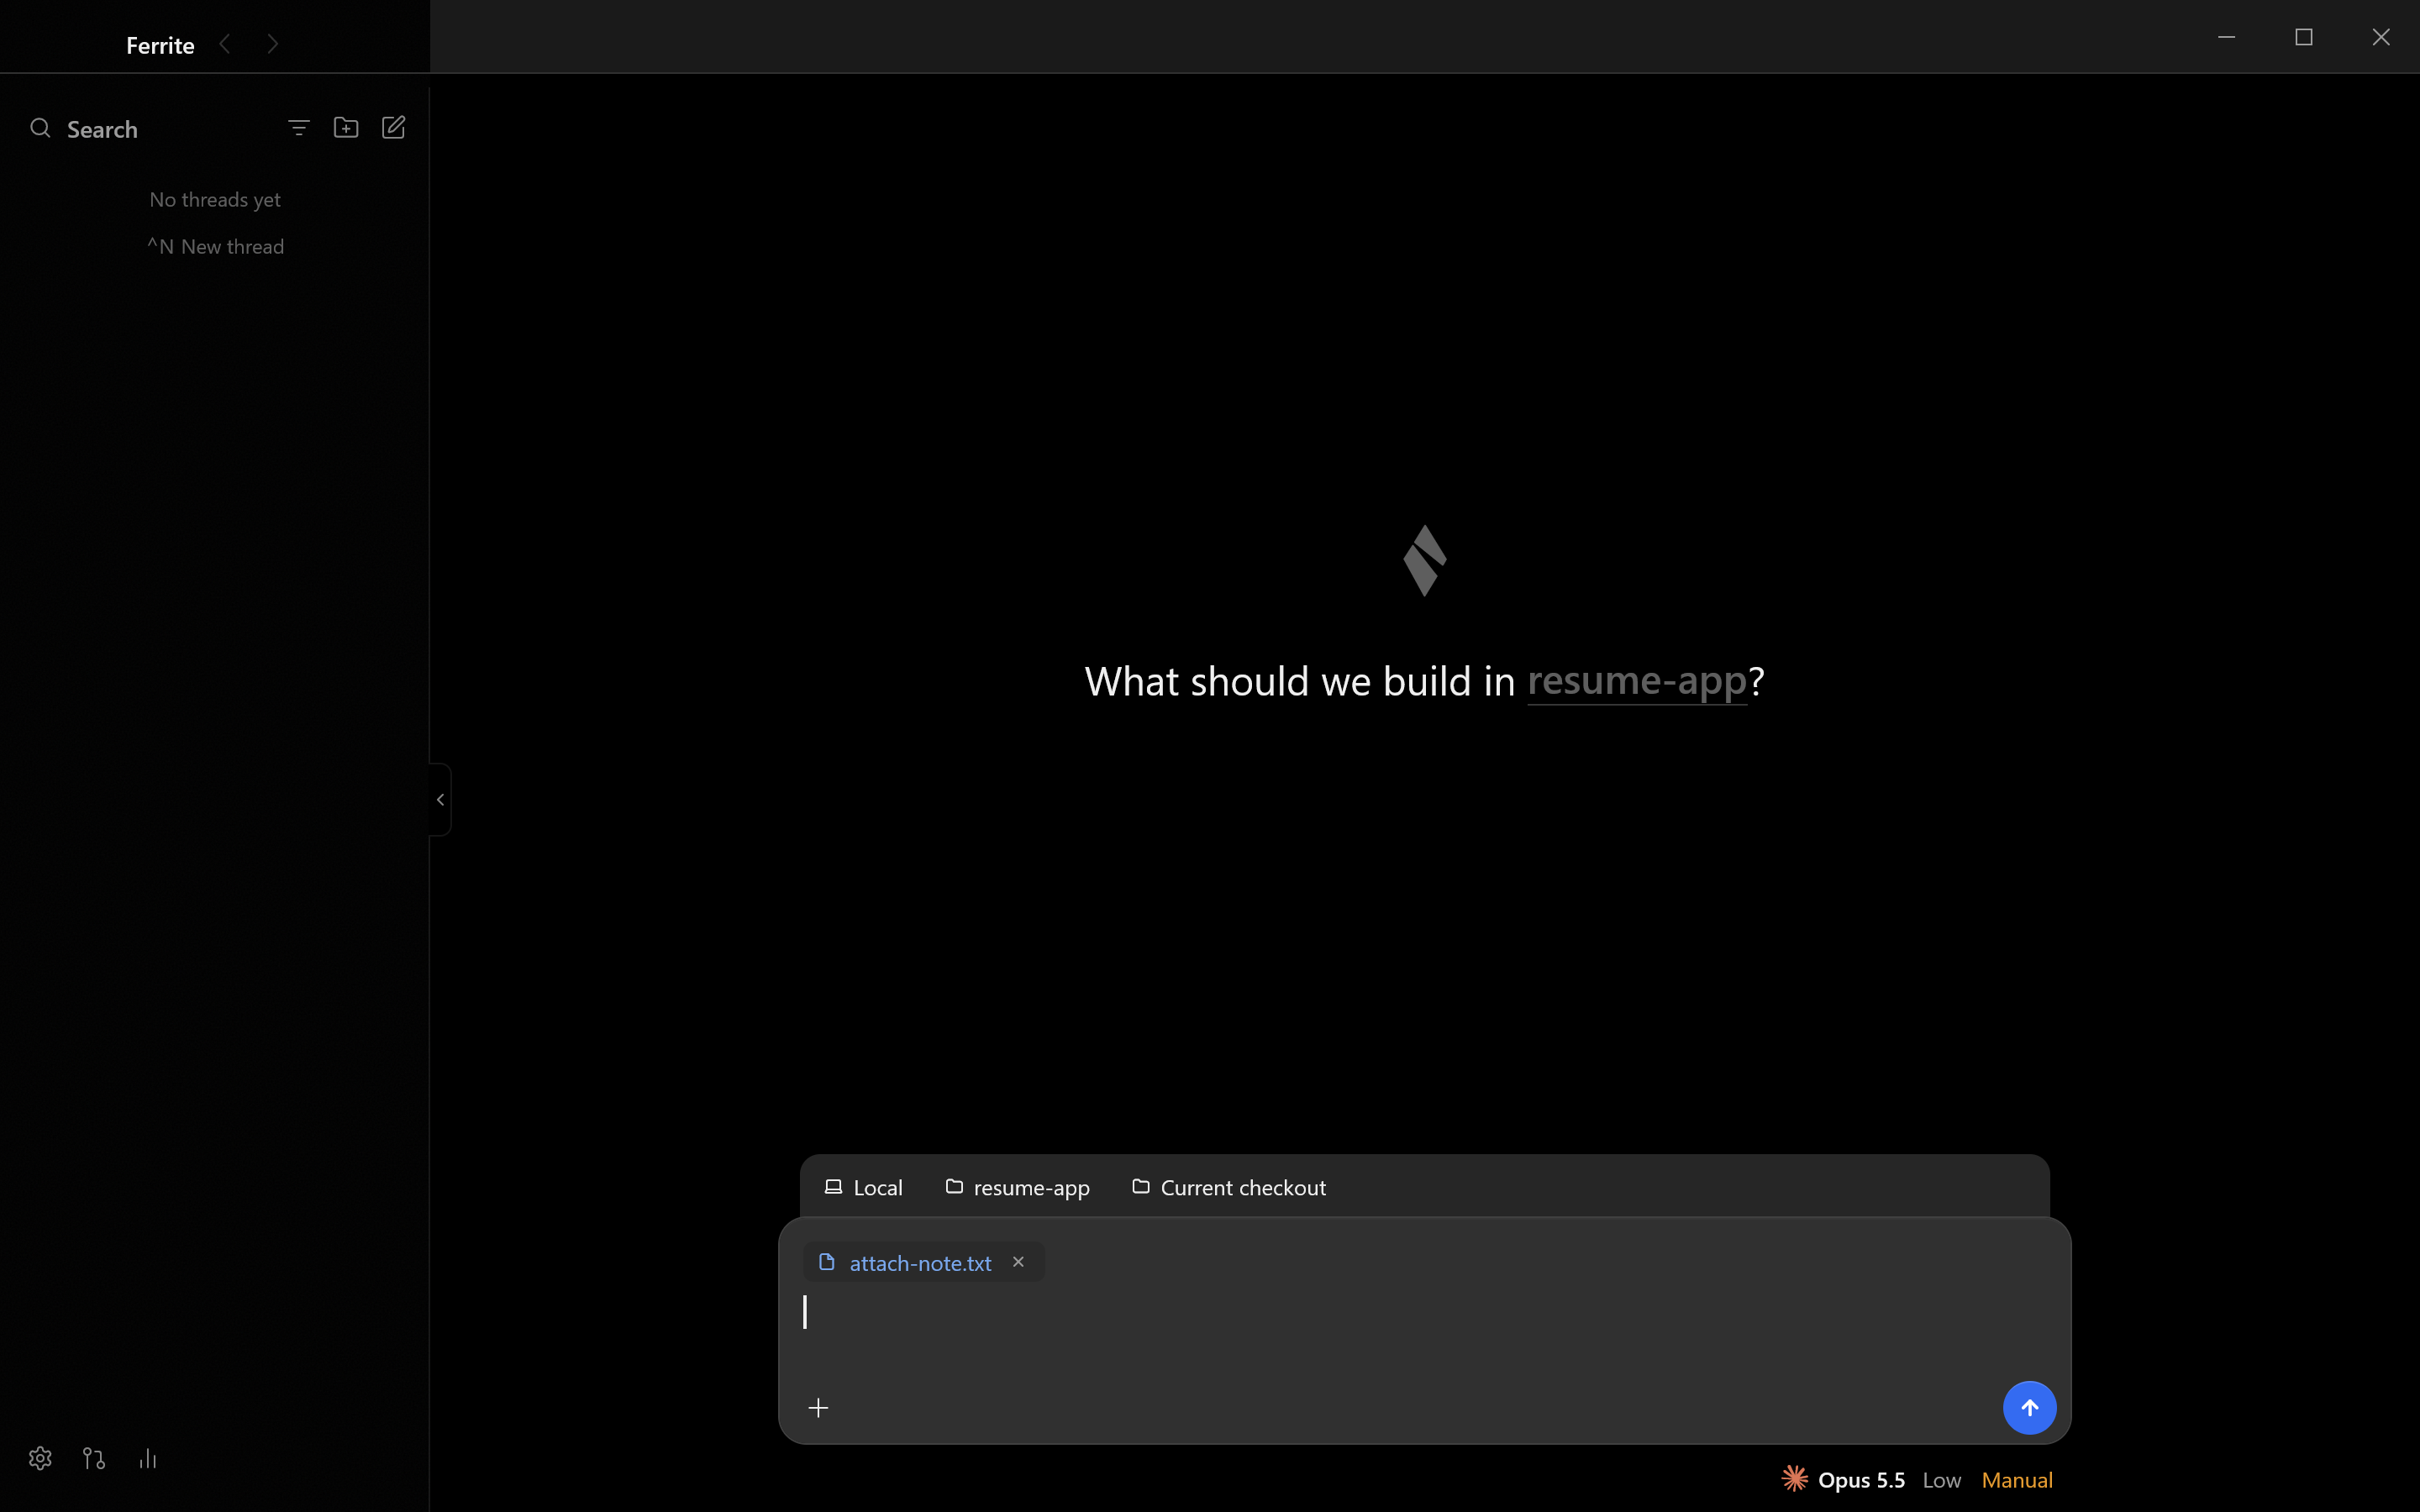 Ferrite
Search
No threads yet
^N New thread
What should we build in resume-app?
Local resume-app Current checkout
attach-note.txt
Opus 5.5 Low Manual